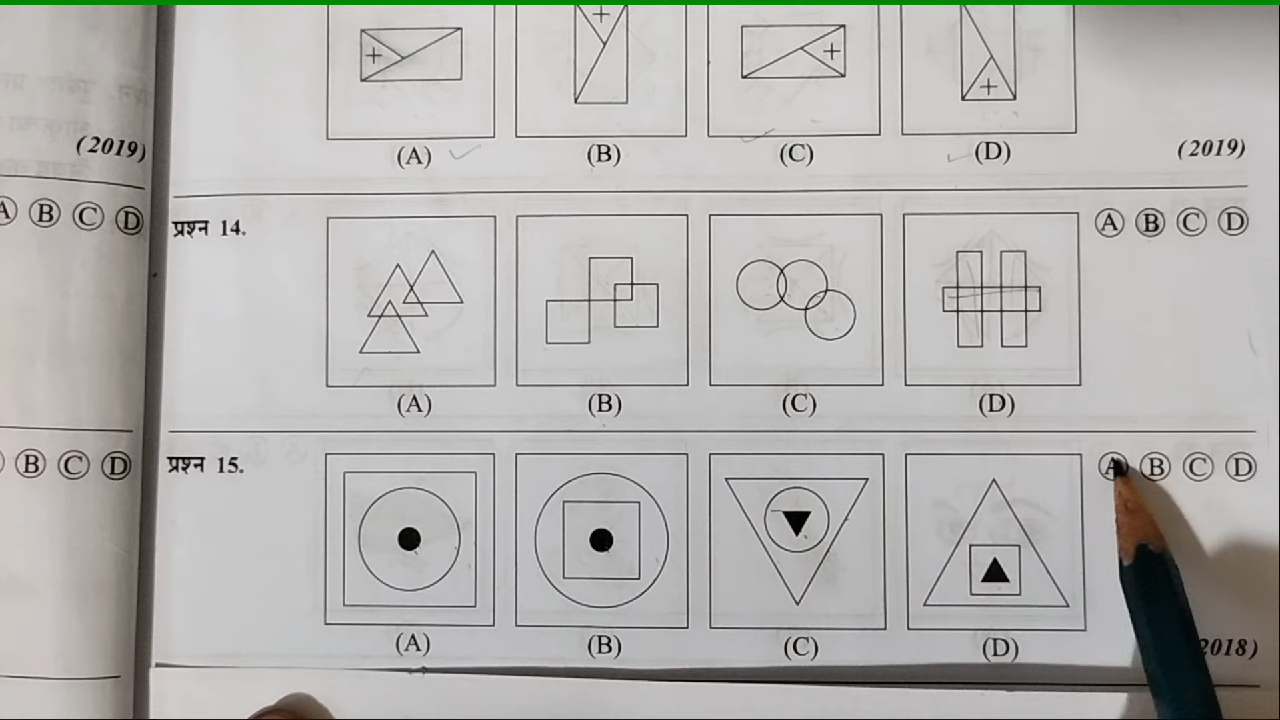 (A) (B) (C) (D)
(2019) (2019)
A B C D
प्रश्न 14. A B C D
(A) (B) (C) (D)
B C D
प्रश्न 15. A B C D
(A) (B) (C) (D)
2018)